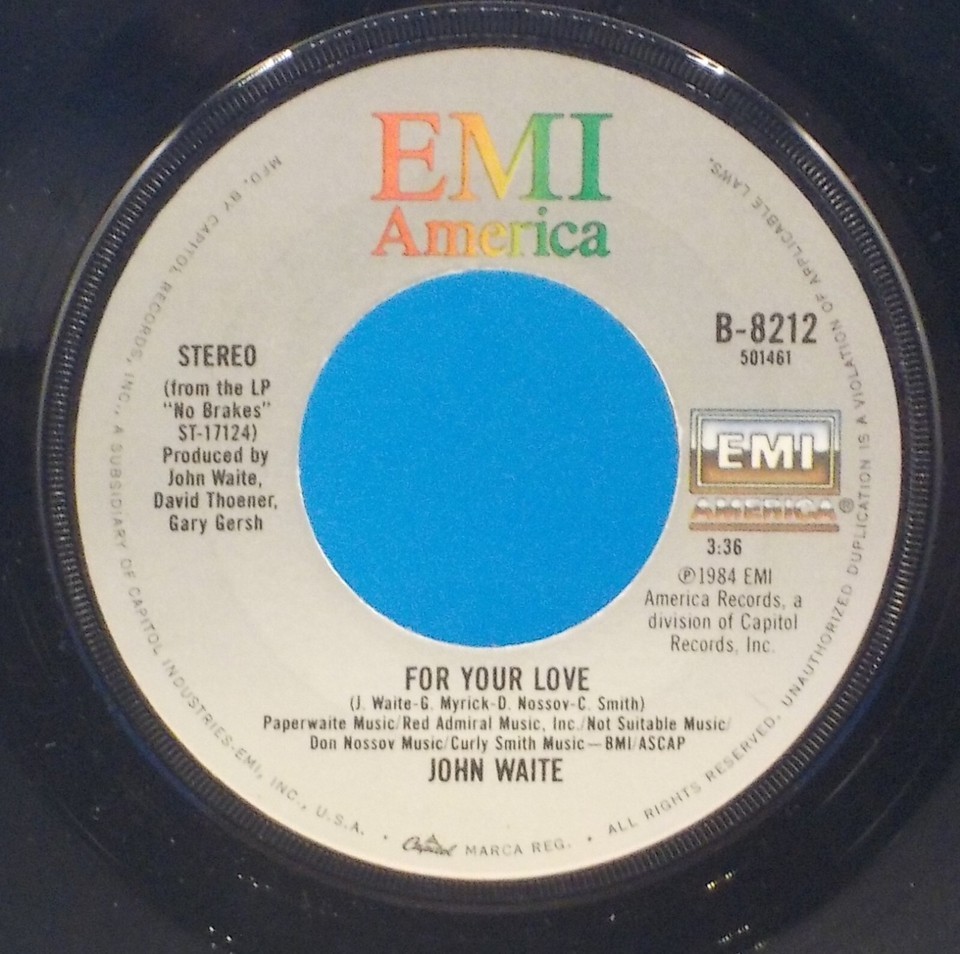 EMI
America
STEREO
(from the LP
"No Brakes"
ST-17124)
Produced by
John Waite,
David Thoener,
Gary Gersh
B-8212
501461
EMI
AMERICA®
3:36
℗1984 EMI
America Records, a
division of Capitol
Records, Inc.
FOR YOUR LOVE
(J. Waite-G. Myrick-D. Nossov-C. Smith)
Paperwaite Music/Red Admiral Music, Inc./Not Suitable Music/
Don Nossov Music/Curly Smith Music—BMI/ASCAP
JOHN WAITE
MFD. BY CAPITOL RECORDS, INC., A SUBSIDIARY OF CAPITOL INDUSTRIES-EMI, INC., U.S.A. • Capitol MARCA REG. • ALL RIGHTS RESERVED. UNAUTHORIZED DUPLICATION IS A VIOLATION OF APPLICABLE LAWS.